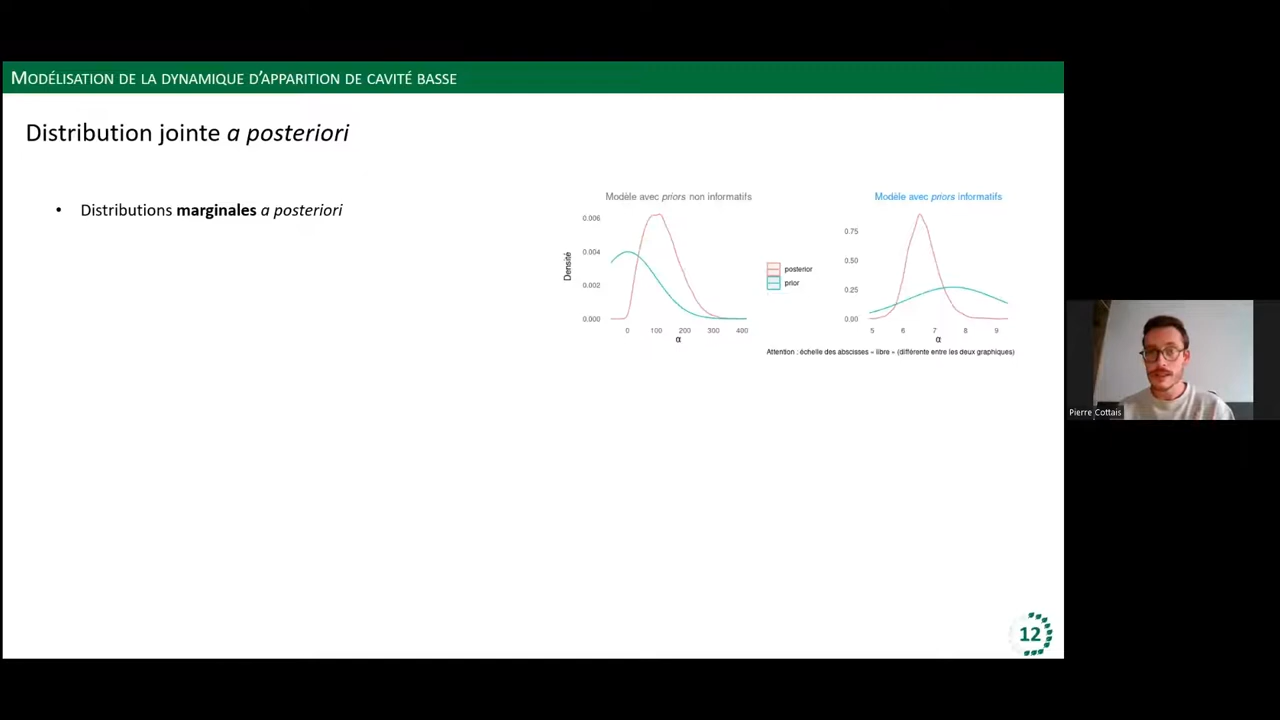 MODÉLISATION DE LA DYNAMIQUE D'APPARITION DE CAVITÉ BASSE
Distribution jointe a posteriori
• Distributions marginales a posteriori
Modèle avec priors non informatifs
Densité
0.006
0.004
0.002
0.000
0 100 200 300 400
α
posterior
prior
Modèle avec priors informatifs
0.75
0.50
0.25
0.00
5 6 7 8 9
α
Attention : échelle des abscisses « libre » (différente entre les deux graphiques)
Pierre Cottais
12